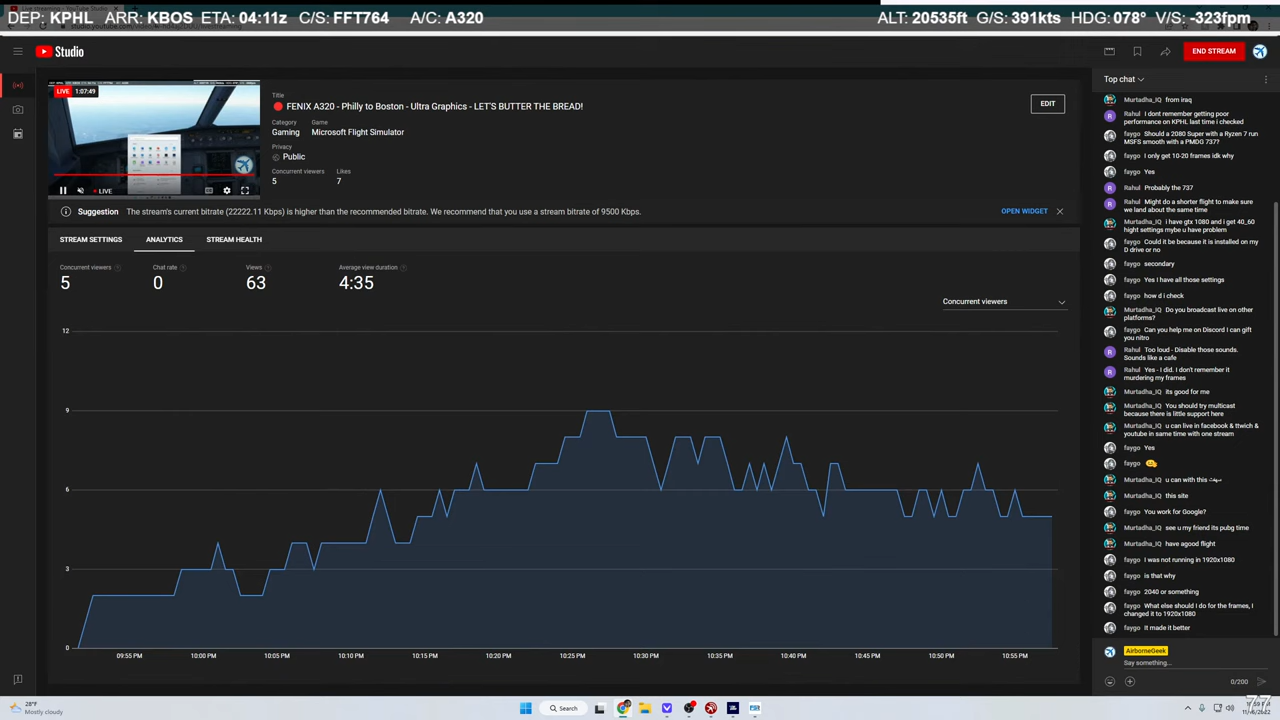 DEP: KPHL ARR: KBOS ETA: 04:11z C/S: FFT764 A/C: A320
ALT: 20535ft G/S: 391kts HDG: 078° V/S: -323fpm
Studio
END STREAM
LIVE 1:07:49
LIVE
Title
FENIX A320 - Philly to Boston - Ultra Graphics - LET'S BUTTER THE BREAD!
Category Game
Gaming Microsoft Flight Simulator
Privacy
Public
Concurrent viewers Likes
5 7
EDIT
Suggestion The stream's current bitrate (22222.11 Kbps) is higher than the recommended bitrate. We recommend that you use a stream bitrate of 9500 Kbps.
OPEN WIDGET
STREAM SETTINGS ANALYTICS STREAM HEALTH
Concurrent viewers Chat rate Views Average view duration
5 0 63 4:35
Concurrent viewers
12
9
6
3
0
09:55 PM 10:00 PM 10:05 PM 10:10 PM 10:15 PM 10:20 PM 10:25 PM 10:30 PM 10:35 PM 10:40 PM 10:45 PM 10:50 PM 10:55 PM
Top chat
Murtadha_IQ from iraq
Rahul I dont remember getting poor
performance on KPHL last time i checked
faygo Should a 2080 Super with a Ryzen 7 run
MSFS smooth with a PMDG 737?
faygo I only get 10-20 frames idk why
faygo Yes
Rahul Probably the 737
Rahul Might do a shorter flight to make sure
we land about the same time
Murtadha_IQ i have gtx 1080 and i get 40_60
hight settings mybe u have problem
faygo Could it be because it is installed on my
D drive or no
faygo secondary
faygo Yes I have all those settings
faygo how d i check
Murtadha_IQ Do you broadcast live on other
platforms?
faygo Can you help me on Discord I can gift
you nitro
Rahul Too loud - Disable those sounds.
Sounds like a cafe
Rahul Yes - I did. I don't remember it
murdering my frames
Murtadha_IQ its good for me
Murtadha_IQ You should try multicast
because there is little support here
Murtadha_IQ u can live in facebook & ttwich &
youtube in same time with one stream
faygo Yes
faygo
Murtadha_IQ u can with this
Murtadha_IQ this site
faygo You work for Google?
Murtadha_IQ see u my friend its pubg time
Murtadha_IQ have agood flight
faygo I was not running in 1920x1080
faygo is that why
faygo 2040 or something
faygo What else should I do for the frames, I
changed it to 1920x1080
faygo It made it better
AirborneGeek
Say something...
0/200
28°F
Mostly cloudy
Search